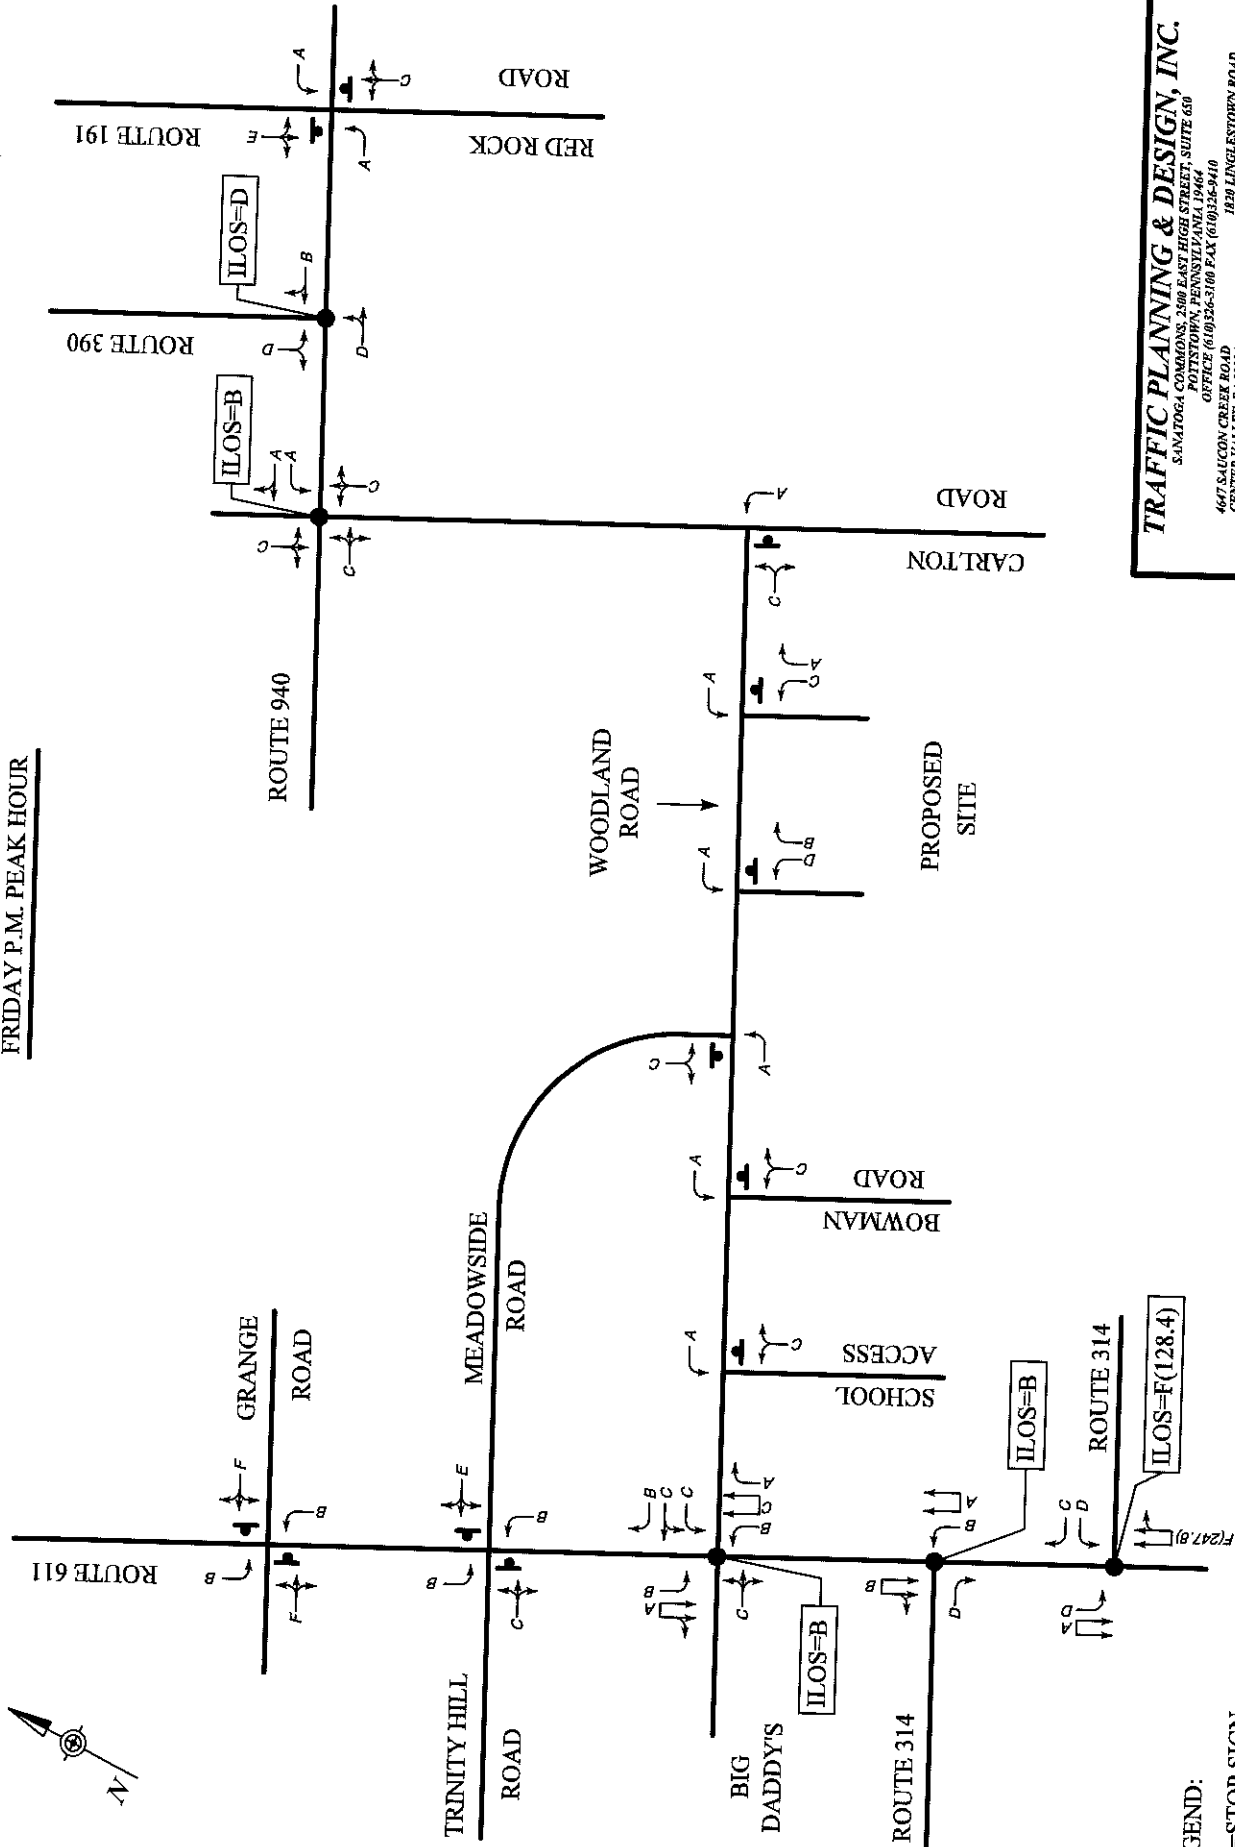 FRIDAY P.M. PEAK HOUR
ROUTE 611
B
F
F
B
GRANGE
ROAD
TRINITY HILL
ROAD
B
E
C
B
MEADOWSIDE
ROAD
BIG
DADDY'S
A
B
B
C
C
C
B
C
A
ILOS=B
SCHOOL
ACCESS
A
C
BOWMAN
ROAD
A
C
C
A
WOODLAND
ROAD
A
D
B
A
C
A
PROPOSED
SITE
ROUTE 314
B
D
B
A
ILOS=B
ROUTE 314
A
D
C
D
F(247.8)
ILOS=F(128.4)
ROUTE 940
ILOS=B
C
A
A
C
C
CARLTON
ROAD
C
A
ROUTE 390
ILOS=D
D
B
D
ROUTE 191
E
A
A
C
RED ROCK
ROAD
N
GEND:
=STOP SIGN
TRAFFIC PLANNING & DESIGN, INC.
SANATOGA COMMONS, 2500 EAST HIGH STREET, SUITE 650
POTTSTOWN, PENNSYLVANIA 19464
OFFICE (610)326-3100 FAX (610)326-9410
4647 SAUCON CREEK ROAD
1820 LINGLESTOWN ROAD